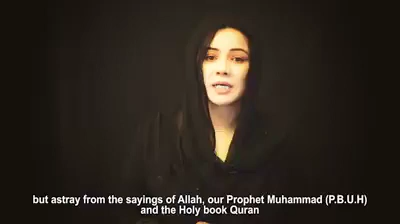 but astray from the sayings of Allah, our Prophet Muhammad (P.B.U.H)
and the Holy book Quran